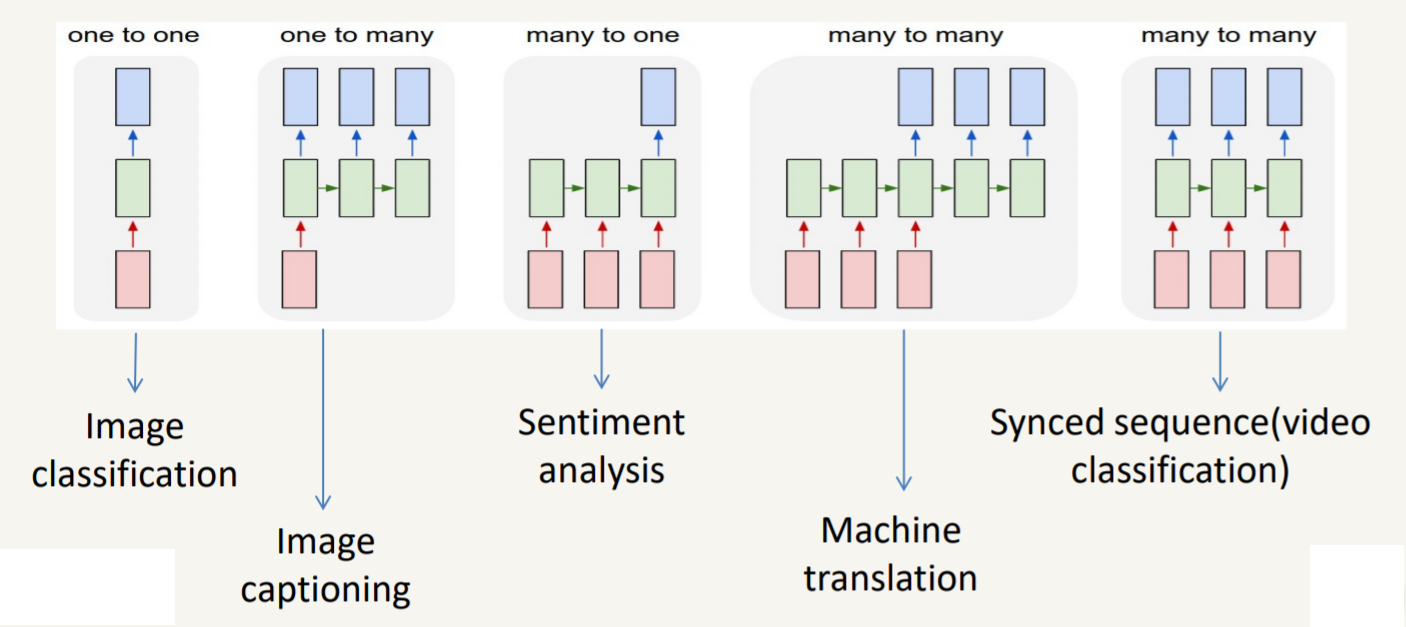 one to one
one to many
many to one
many to many
many to many
Image
classification
Image
captioning
Sentiment
analysis
Machine
translation
Synced sequence(video
classification)